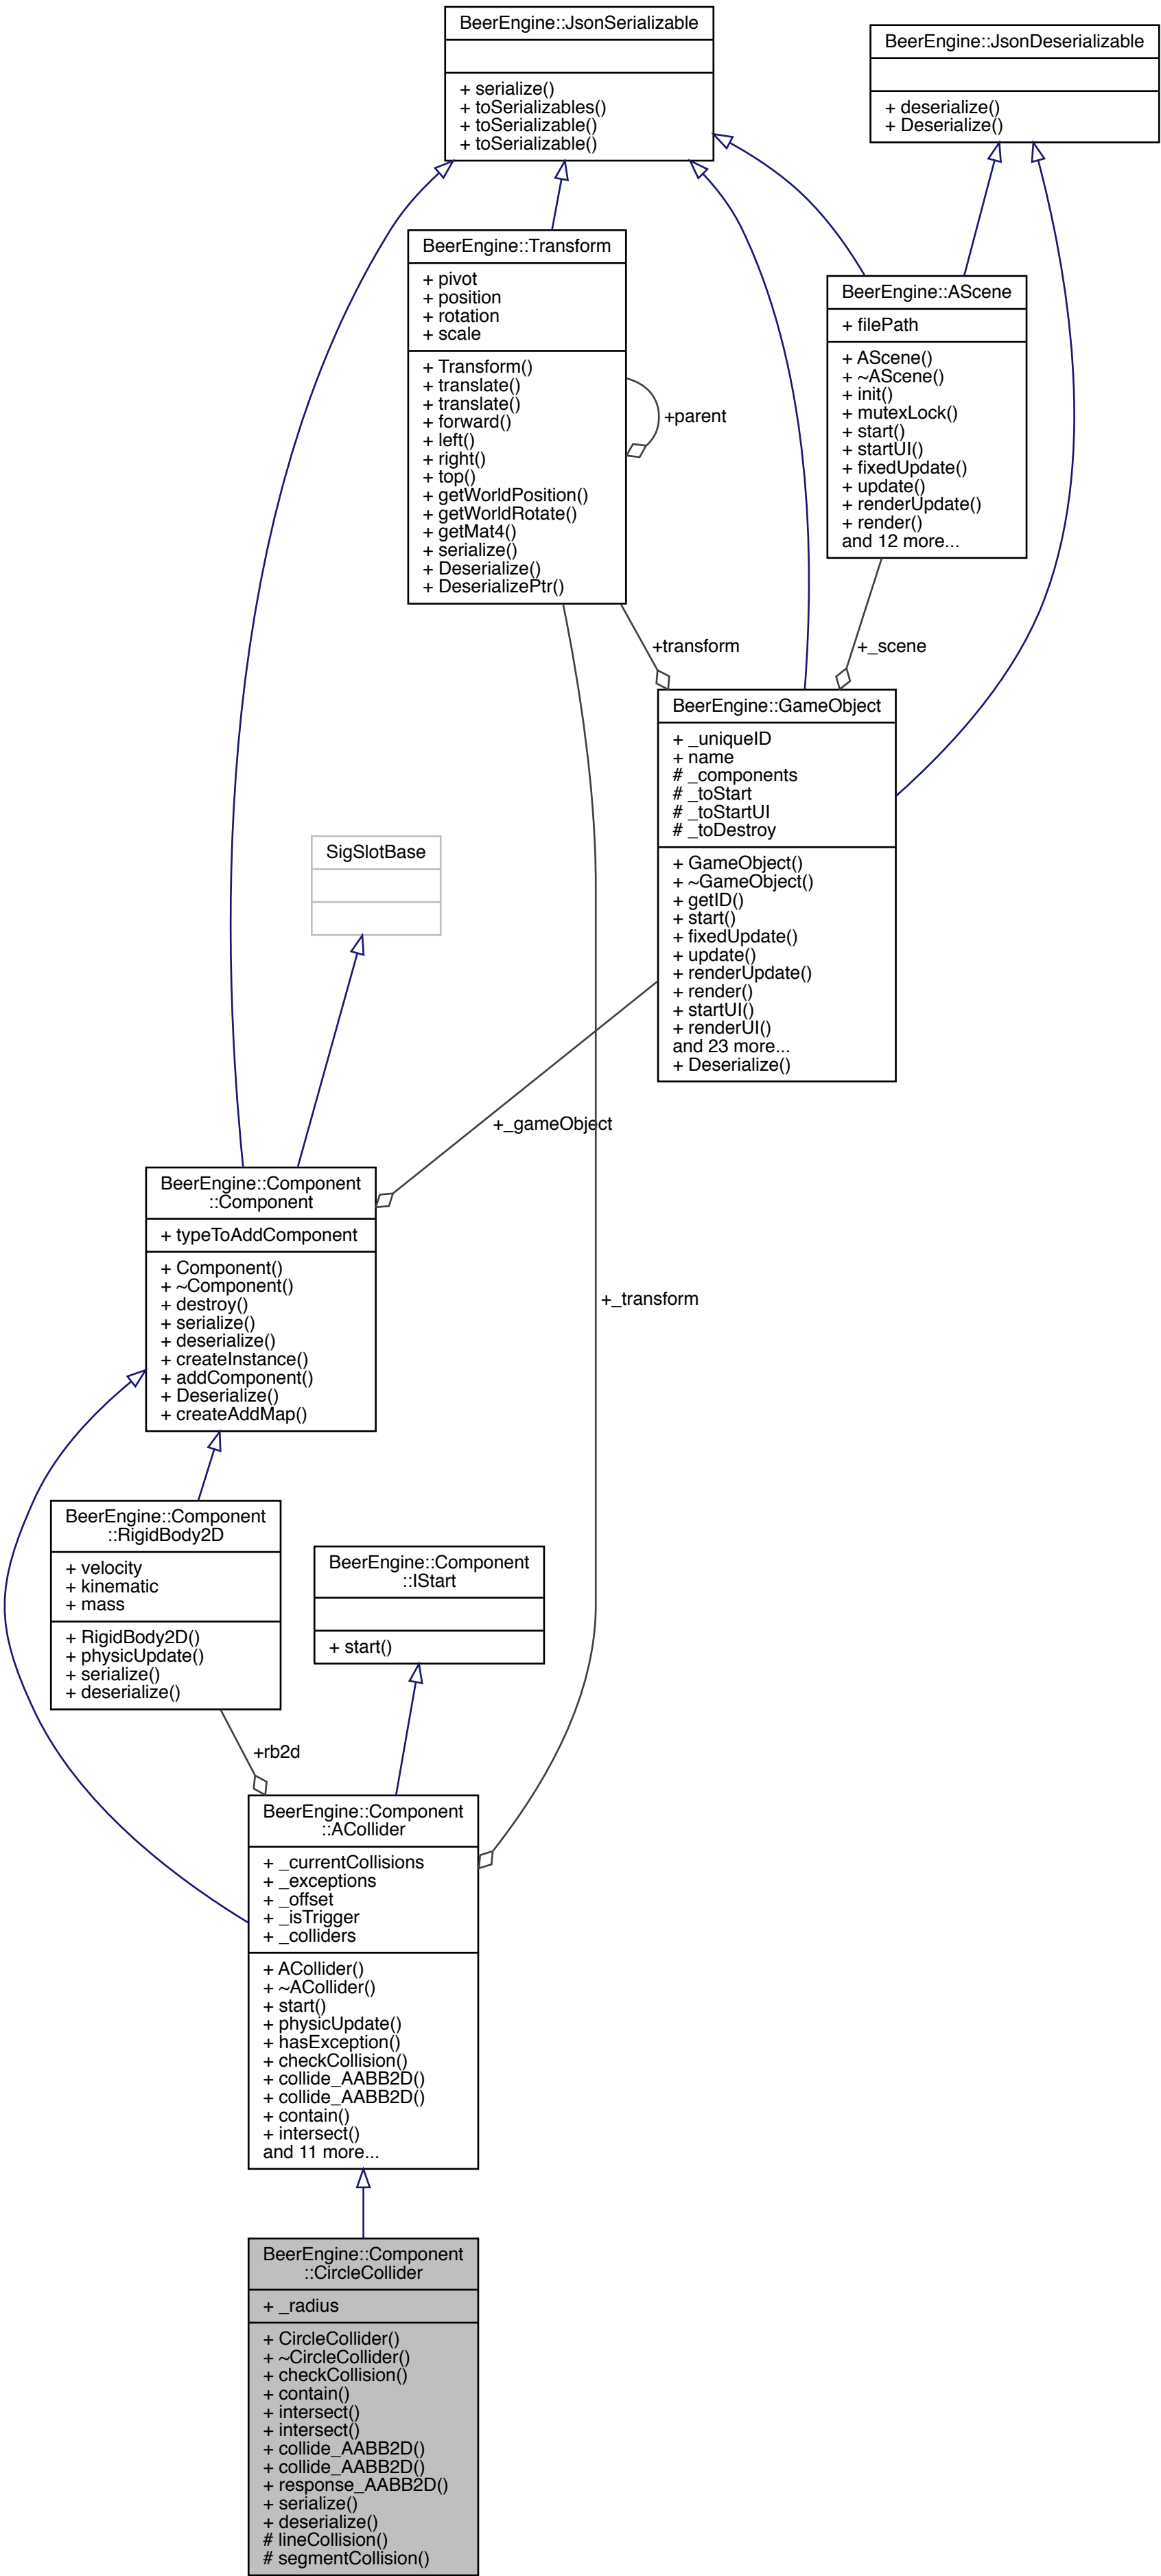 BeerEngine::JsonSerializable
+ serialize()
+ toSerializables()
+ toSerializable()
+ toSerializable()
BeerEngine::JsonDeserializable
+ deserialize()
+ Deserialize()
BeerEngine::Transform
+ pivot
+ position
+ rotation
+ scale
+ Transform()
+ translate()
+ translate()
+ forward()
+ left()
+ right()
+ top()
+ getWorldPosition()
+ getWorldRotate()
+ getMat4()
+ serialize()
+ Deserialize()
+ DeserializePtr()
+parent
BeerEngine::AScene
+ filePath
+ AScene()
+ ~AScene()
+ init()
+ mutexLock()
+ start()
+ startUI()
+ fixedUpdate()
+ update()
+ renderUpdate()
+ render()
and 12 more...
+transform
+_scene
BeerEngine::GameObject
+ _uniqueID
+ name
# _components
# _toStart
# _toStartUI
# _toDestroy
+ GameObject()
+ ~GameObject()
+ getID()
+ start()
+ fixedUpdate()
+ update()
+ renderUpdate()
+ render()
+ startUI()
+ renderUI()
and 23 more...
+ Deserialize()
SigSlotBase
+_gameObject
BeerEngine::Component
::Component
+ typeToAddComponent
+ Component()
+ ~Component()
+ destroy()
+ serialize()
+ deserialize()
+ createInstance()
+ addComponent()
+ Deserialize()
+ createAddMap()
+_transform
BeerEngine::Component
::RigidBody2D
+ velocity
+ kinematic
+ mass
+ RigidBody2D()
+ physicUpdate()
+ serialize()
+ deserialize()
BeerEngine::Component
::IStart
+ start()
+rb2d
BeerEngine::Component
::ACollider
+ _currentCollisions
+ _exceptions
+ _offset
+ _isTrigger
+ _colliders
+ ACollider()
+ ~ACollider()
+ start()
+ physicUpdate()
+ hasException()
+ checkCollision()
+ collide_AABB2D()
+ collide_AABB2D()
+ contain()
+ intersect()
and 11 more...
BeerEngine::Component
::CircleCollider
+ _radius
+ CircleCollider()
+ ~CircleCollider()
+ checkCollision()
+ contain()
+ intersect()
+ intersect()
+ collide_AABB2D()
+ collide_AABB2D()
+ response_AABB2D()
+ serialize()
+ deserialize()
# lineCollision()
# segmentCollision()